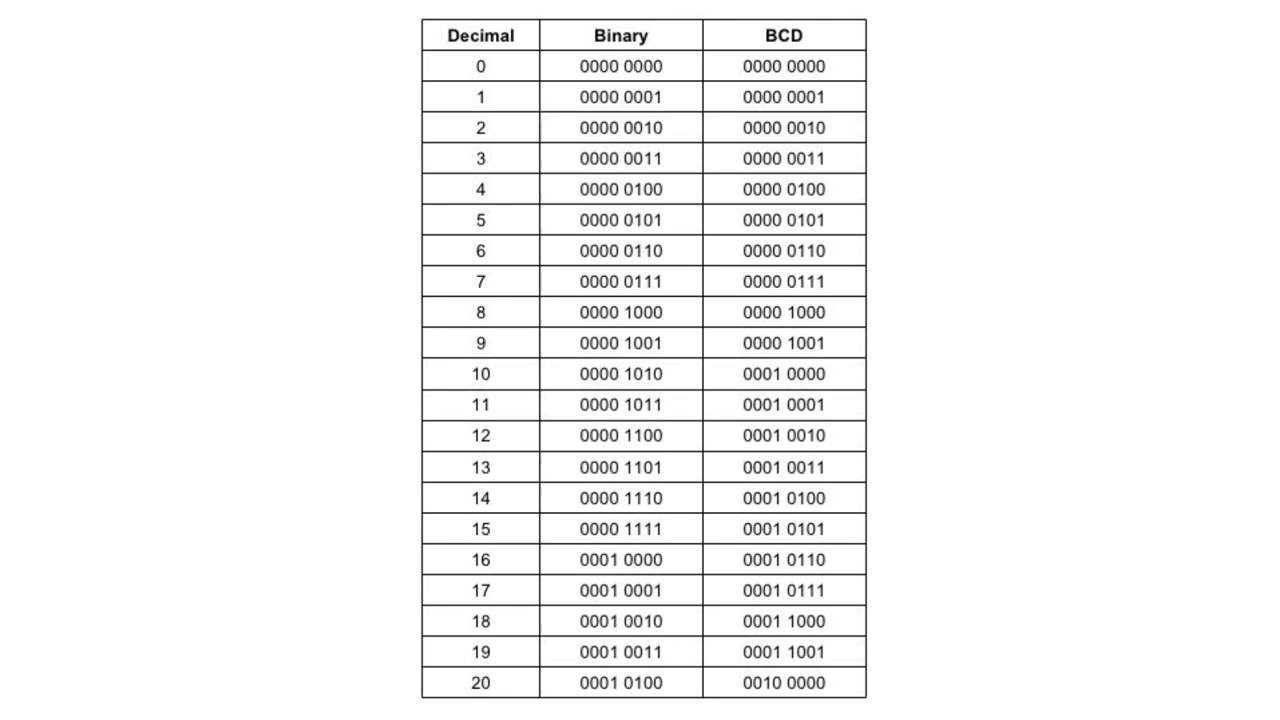 Decimal Binary BCD
0 0000 0000 0000 0000
1 0000 0001 0000 0001
2 0000 0010 0000 0010
3 0000 0011 0000 0011
4 0000 0100 0000 0100
5 0000 0101 0000 0101
6 0000 0110 0000 0110
7 0000 0111 0000 0111
8 0000 1000 0000 1000
9 0000 1001 0000 1001
10 0000 1010 0001 0000
11 0000 1011 0001 0001
12 0000 1100 0001 0010
13 0000 1101 0001 0011
14 0000 1110 0001 0100
15 0000 1111 0001 0101
16 0001 0000 0001 0110
17 0001 0001 0001 0111
18 0001 0010 0001 1000
19 0001 0011 0001 1001
20 0001 0100 0010 0000